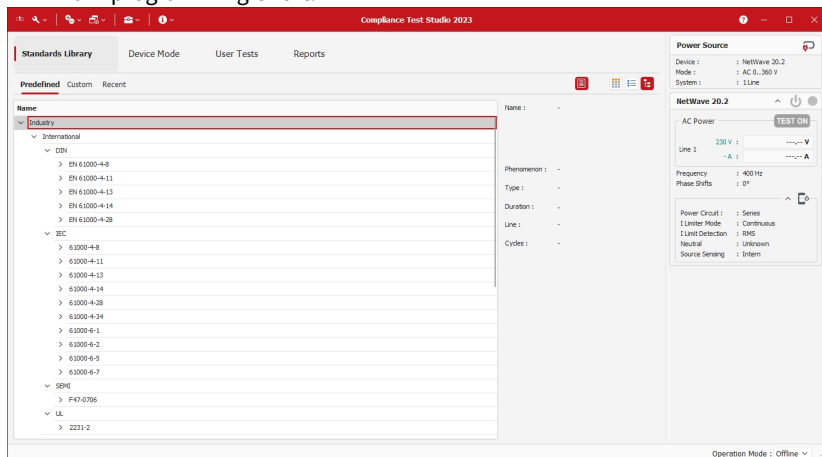 Compliance Test Studio 2023
Standards Library
Device Mode
User Tests
Reports
Predefined
Custom
Recent
Name
Industry
International
DIN
EN 61000-4-8
EN 61000-4-11
EN 61000-4-13
EN 61000-4-14
EN 61000-4-28
IEC
61000-4-8
61000-4-11
61000-4-13
61000-4-14
61000-4-28
61000-4-34
61000-6-1
61000-6-2
61000-6-5
61000-6-7
SEMI
F47-0706
UL
2231-2
Name : -
Phenomenon : -
Type : -
Duration : -
Line : -
Cycles : -
Power Source
Device : : NetWave 20.2
Mode : : AC 0...360 V
System : : 1 Line
NetWave 20.2
AC Power
TEST ON
Line 1
230 V : ---,-- V
- A : ---,-- A
Frequency : 400 Hz
Phase Shifts : 0°
Power Circuit : : Series
I Limiter Mode : Continuous
I Limit Detection : RMS
Neutral : Unknown
Source Sensing : Intern
Operation Mode : Offline